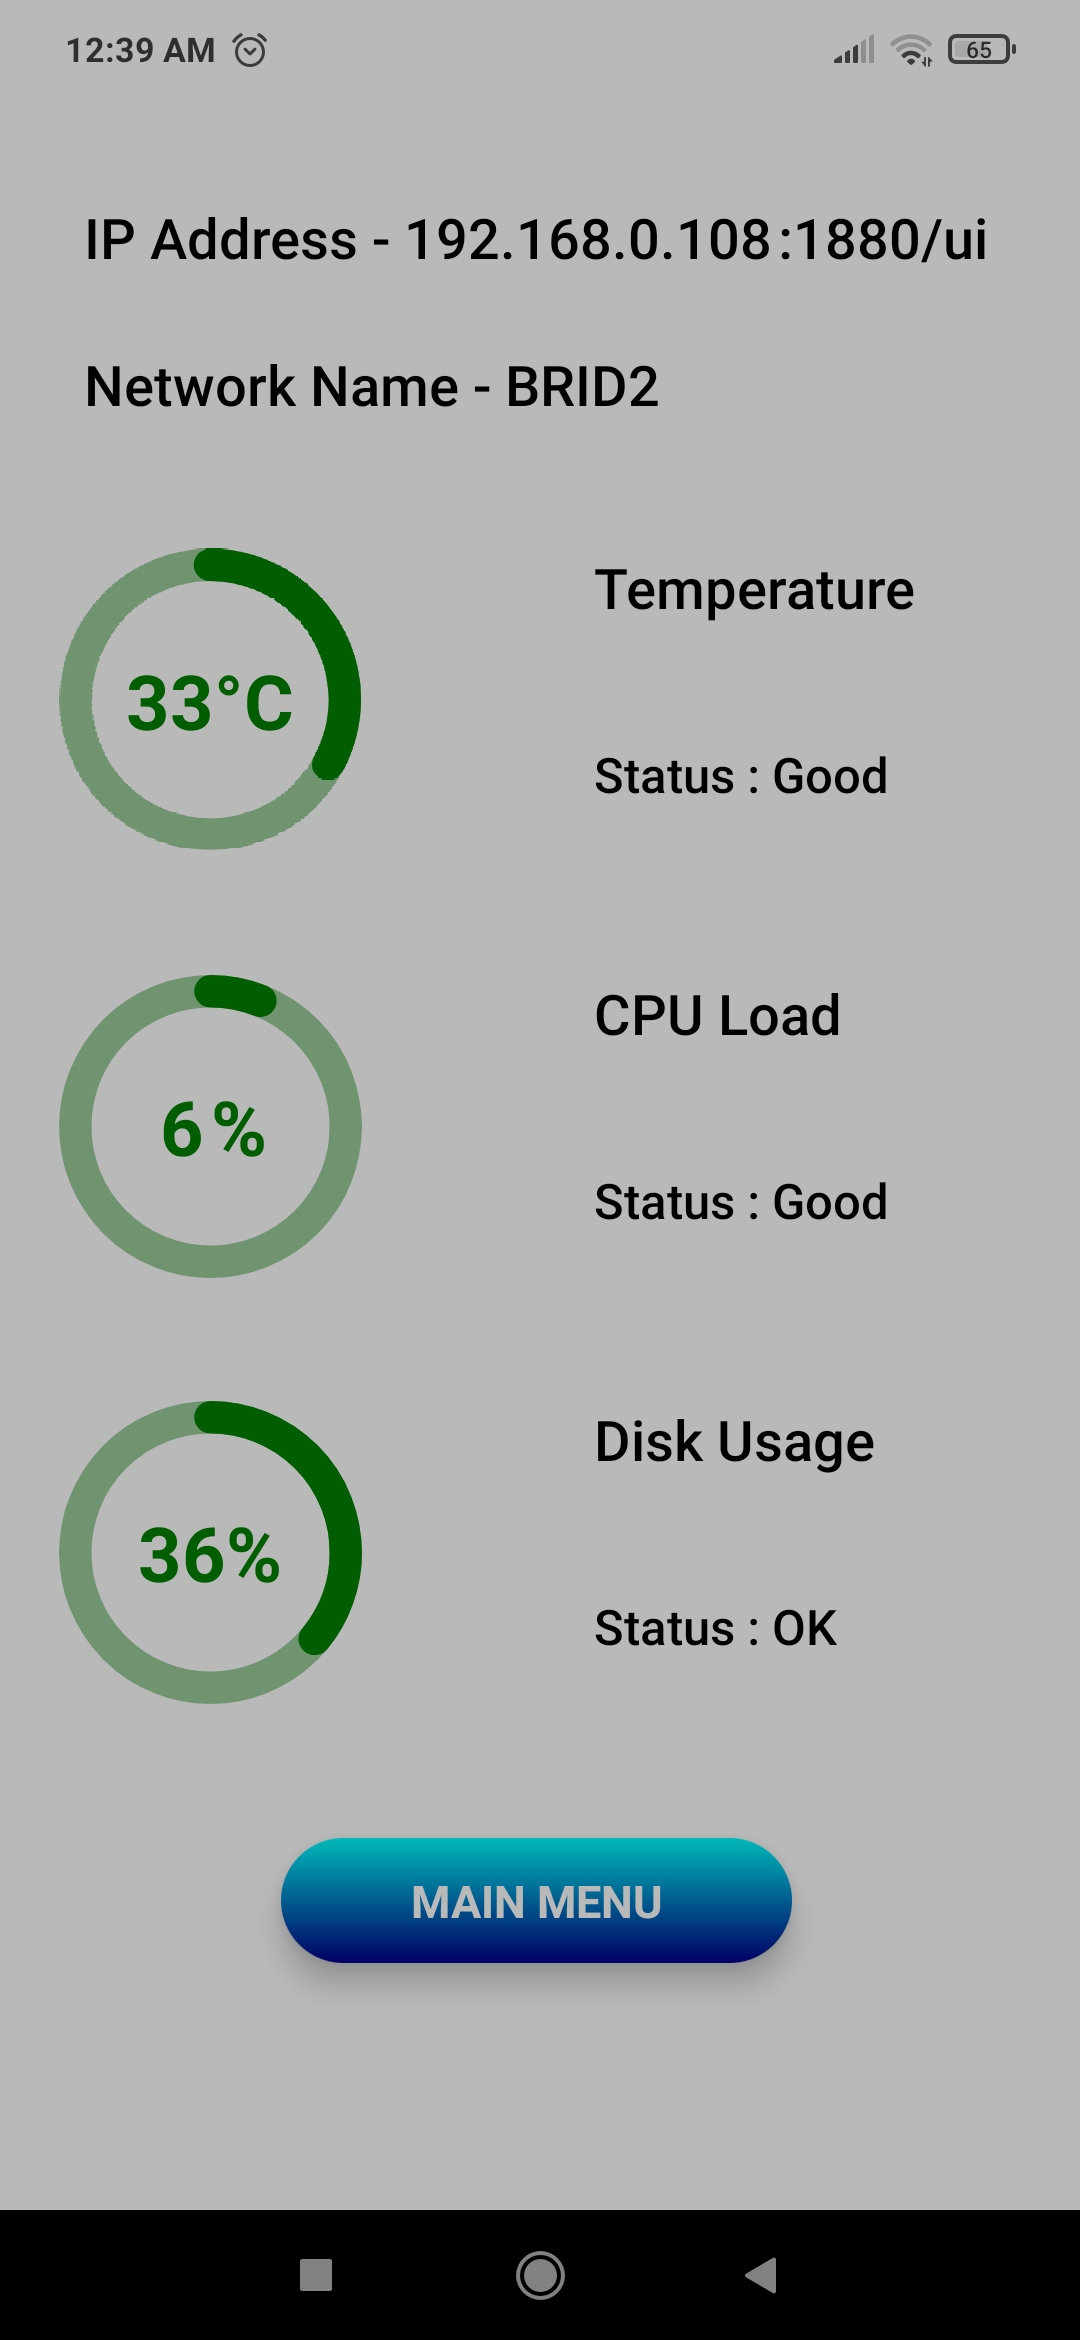 12:39 AM 65
IP Address - 192.168.0.108:1880/ui
Network Name - BRID2
33°C
Temperature
Status : Good
6%
CPU Load
Status : Good
36%
Disk Usage
Status : OK
MAIN MENU